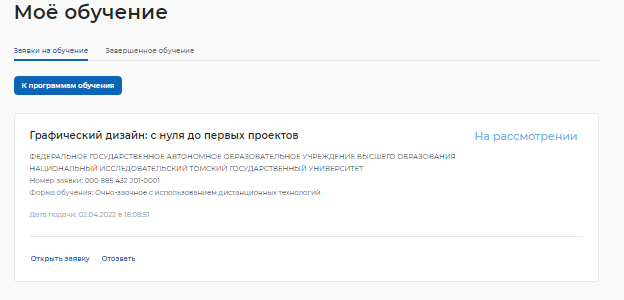 Моё обучение
Заявки на обучение Завершенное обучение
К программам обучения
Графический дизайн: с нуля до первых проектов
На рассмотрении
ФЕДЕРАЛЬНОЕ ГОСУДАРСТВЕННОЕ АВТОНОМНОЕ ОБРАЗОВАТЕЛЬНОЕ УЧРЕЖДЕНИЕ ВЫСШЕГО ОБРАЗОВАНИЯ
НАЦИОНАЛЬНЫЙ ИССЛЕДОВАТЕЛЬСКИЙ ТОМСКИЙ ГОСУДАРСТВЕННЫЙ УНИВЕРСИТЕТ
Номер заявки: 000 885 432 201-0001
Форма обучения: Очно-заочное с использованием дистанционных технологий
Дата подачи: 02.04.2022 в 16:08:51
Открыть заявку Отозвать